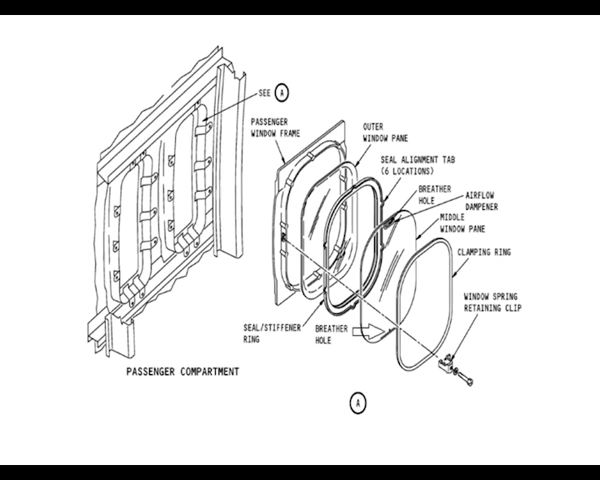 SEE A
PASSENGER
WINDOW FRAME
OUTER
WINDOW PANE
SEAL ALIGNMENT TAB
(6 LOCATIONS)
BREATHER
HOLE
AIRFLOW
DAMPENER
MIDDLE
WINDOW PANE
CLAMPING RING
WINDOW SPRING
RETAINING CLIP
SEAL/STIFFENER
RING
BREATHER
HOLE
PASSENGER COMPARTMENT
A